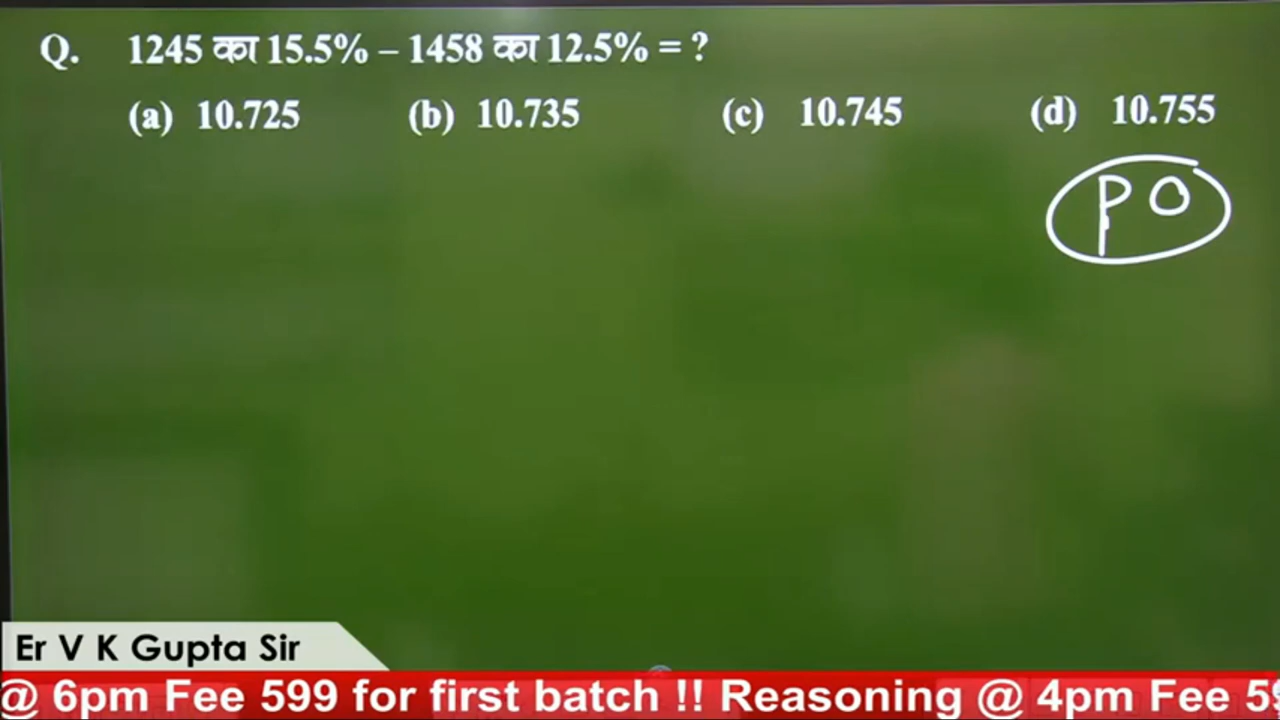 Q. 1245 का 15.5% – 1458 का 12.5% = ?
(a) 10.725 (b) 10.735 (c) 10.745 (d) 10.755
PO
Er V K Gupta Sir
@ 6pm Fee 599 for first batch !! Reasoning @ 4pm Fee